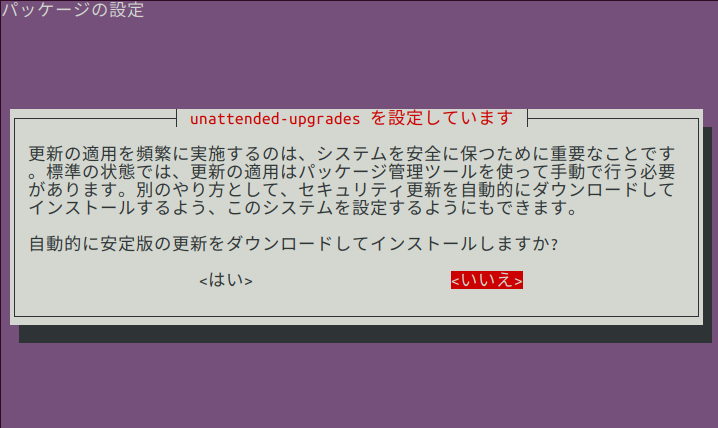 パッケージの設定
unattended-upgrades を設定しています
更新の適用を頻繁に実施するのは、システムを安全に保つために重要なことです
。標準の状態では、更新の適用はパッケージ管理ツールを使って手動で行う必要
があります。別のやり方として、セキュリティ更新を自動的にダウンロードして
インストールするよう、このシステムを設定するようにもできます。
自動的に安定版の更新をダウンロードしてインストールしますか?
<はい> <いいえ>